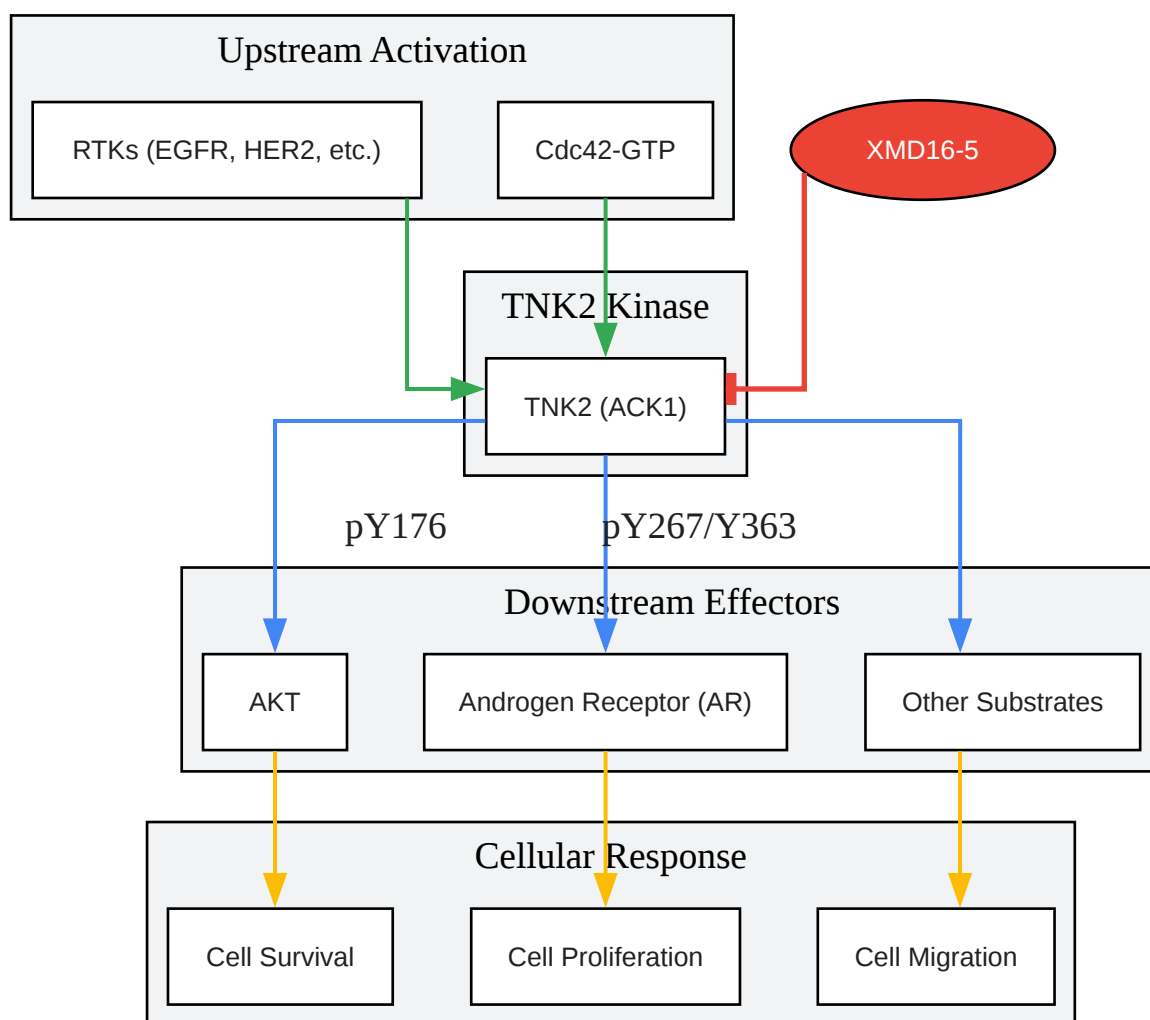 Upstream Activation
RTKs (EGFR, HER2, etc.)
Cdc42-GTP
XMD16-5
TNK2 Kinase
TNK2 (ACK1)
pY176
pY267/Y363
Downstream Effectors
AKT
Androgen Receptor (AR)
Other Substrates
Cellular Response
Cell Survival
Cell Proliferation
Cell Migration